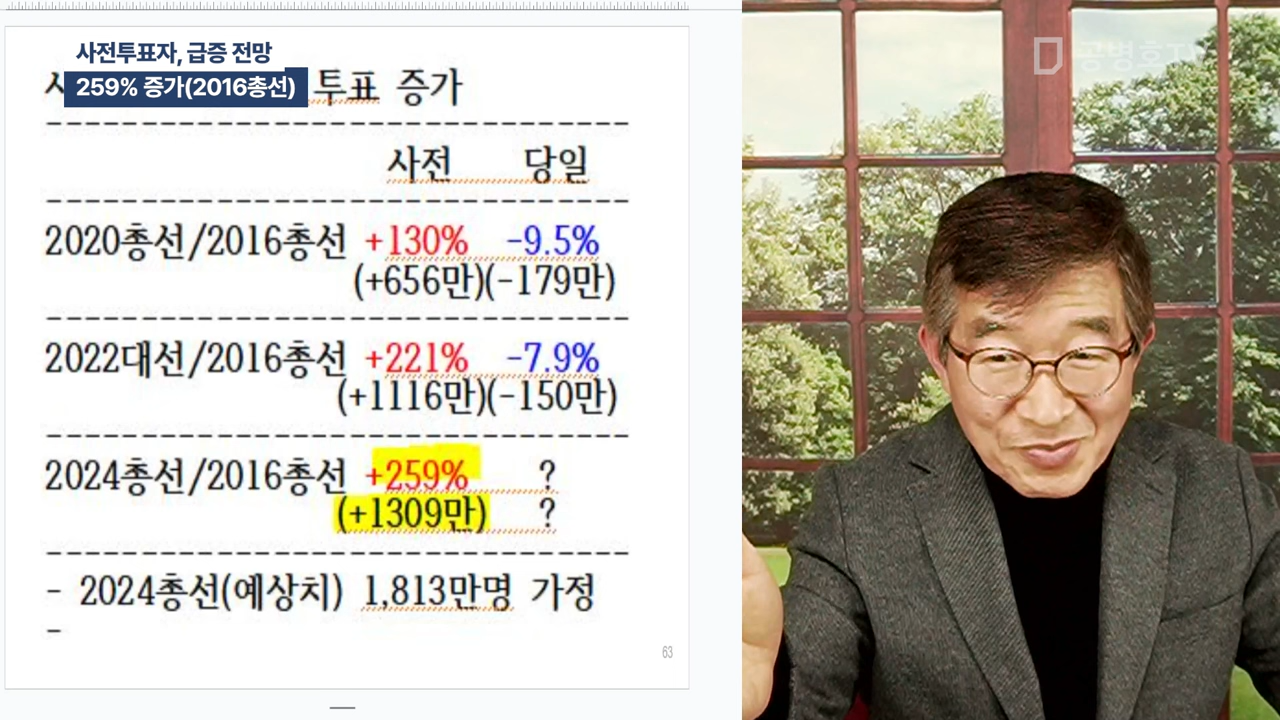 사전투표자, 급증 전망
259% 증가(2016총선)
투표 증가
사전 당일
2020총선/2016총선 +130% -9.5%
(+656만)(-179만)
2022대선/2016총선 +221% -7.9%
(+1116만)(-150만)
2024총선/2016총선 +259% ?
(+1309만) ?
- 2024총선(예상치) 1,813만명 가정
-
63
공병호TV